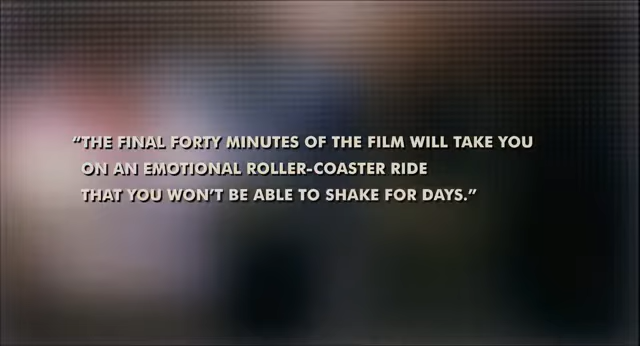 “THE FINAL FORTY MINUTES OF THE FILM WILL TAKE YOU
ON AN EMOTIONAL ROLLER-COASTER RIDE
THAT YOU WON’T BE ABLE TO SHAKE FOR DAYS.”